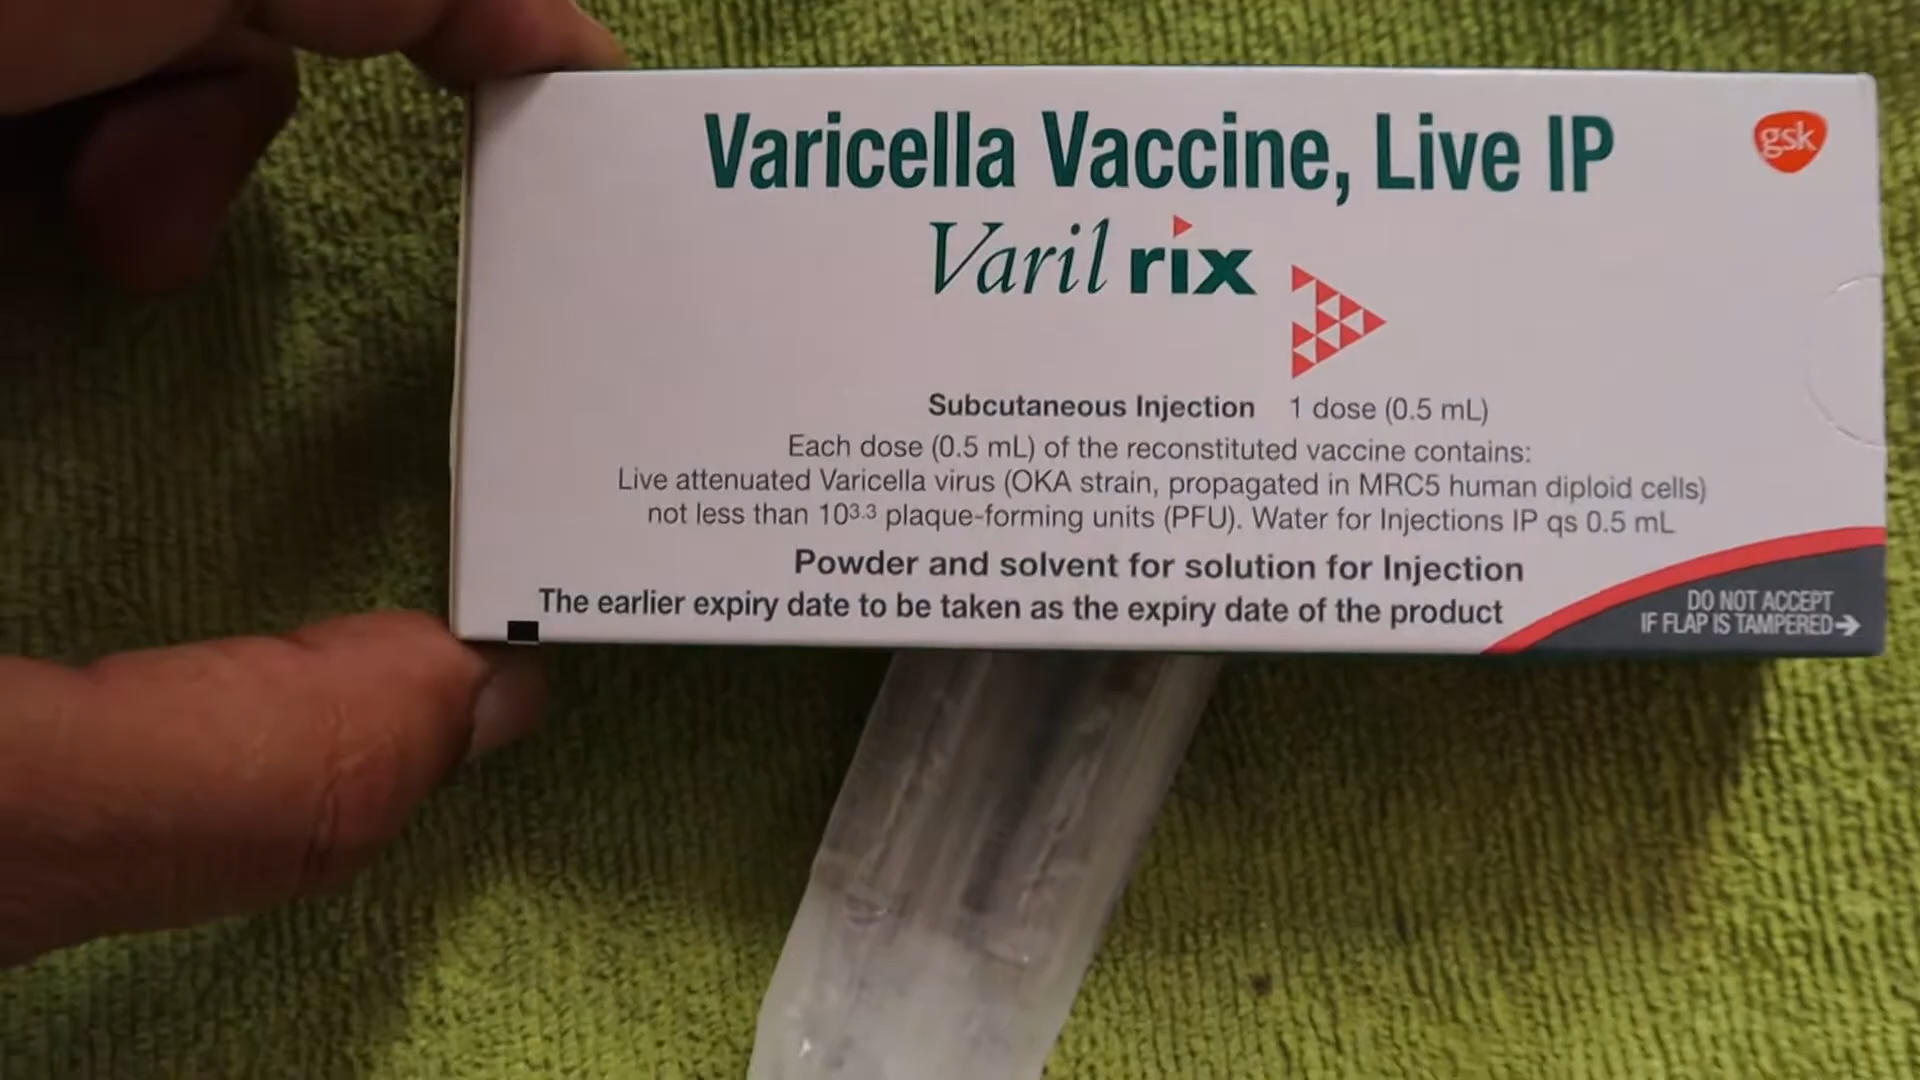 Varicella Vaccine, Live IP
gsk
Varilrix
Subcutaneous Injection 1 dose (0.5 mL)
Each dose (0.5 mL) of the reconstituted vaccine contains:
Live attenuated Varicella virus (OKA strain, propagated in MRC5 human diploid cells)
not less than 10³·³ plaque-forming units (PFU). Water for Injections IP qs 0.5 mL
Powder and solvent for solution for Injection
The earlier expiry date to be taken as the expiry date of the product
DO NOT ACCEPT
IF FLAP IS TAMPERED→